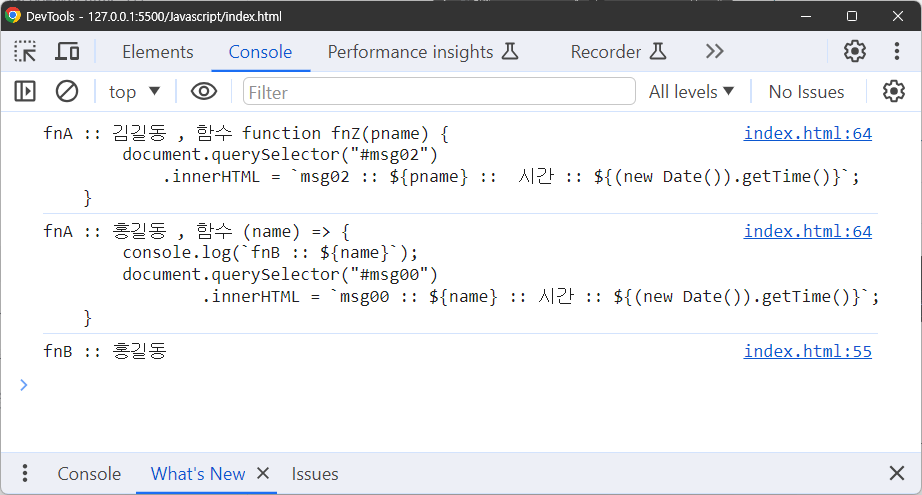 DevTools - 127.0.0.1:5500/Javascript/index.html
Elements Console Performance insights Recorder
top Filter All levels No Issues
fnA :: 김길동 , 함수 function fnZ(pname) { index.html:64
document.querySelector("#msg02")
.innerHTML = `msg02 :: ${pname} ::  시간 :: ${(new Date()).getTime()}`;
}
fnA :: 홍길동 , 함수 (name) => { index.html:64
console.log(`fnB :: ${name}`);
document.querySelector("#msg00")
.innerHTML = `msg00 :: ${name} :: 시간 :: ${(new Date()).getTime()}`;
}
fnB :: 홍길동 index.html:55
Console What's New Issues